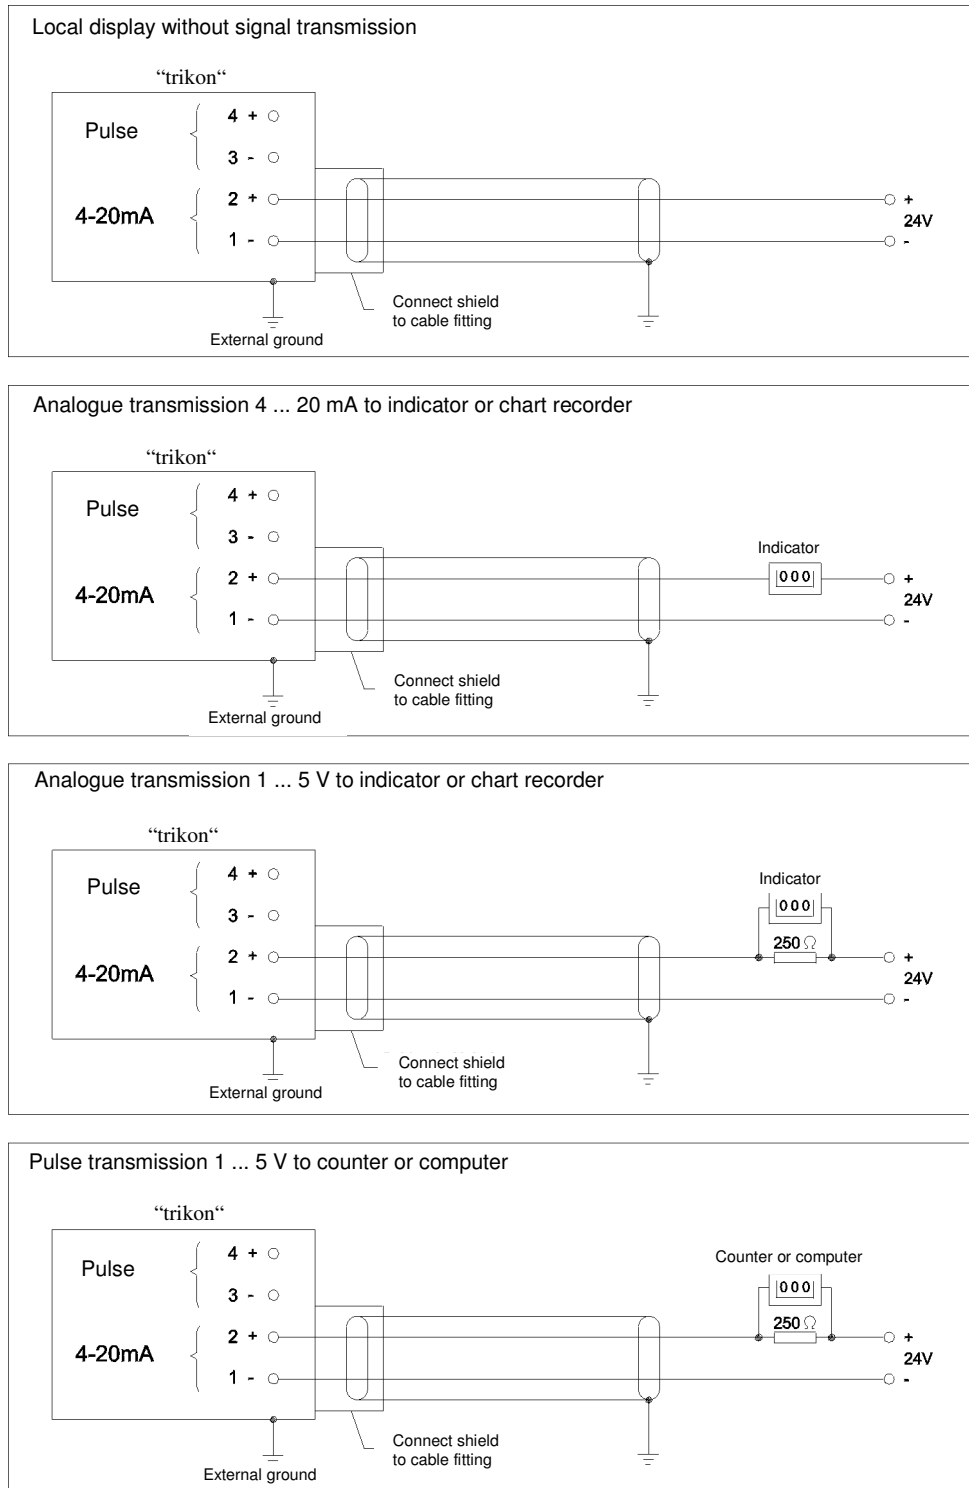 Local display without signal transmission
“trikon“
Pulse
4 +
3 -
4-20mA
2 +
1 -
+
24V
-
Connect shield
to cable fitting
External ground
Analogue transmission 4 ... 20 mA to indicator or chart recorder
“trikon“
Pulse
4 +
3 -
4-20mA
2 +
1 -
Indicator
000
+
24V
-
Connect shield
to cable fitting
External ground
Analogue transmission 1 ... 5 V to indicator or chart recorder
“trikon“
Pulse
4 +
3 -
4-20mA
2 +
1 -
Indicator
000
250 Ω
+
24V
-
Connect shield
to cable fitting
External ground
Pulse transmission 1 ... 5 V to counter or computer
“trikon“
Pulse
4 +
3 -
4-20mA
2 +
1 -
Counter or computer
000
250 Ω
+
24V
-
Connect shield
to cable fitting
External ground